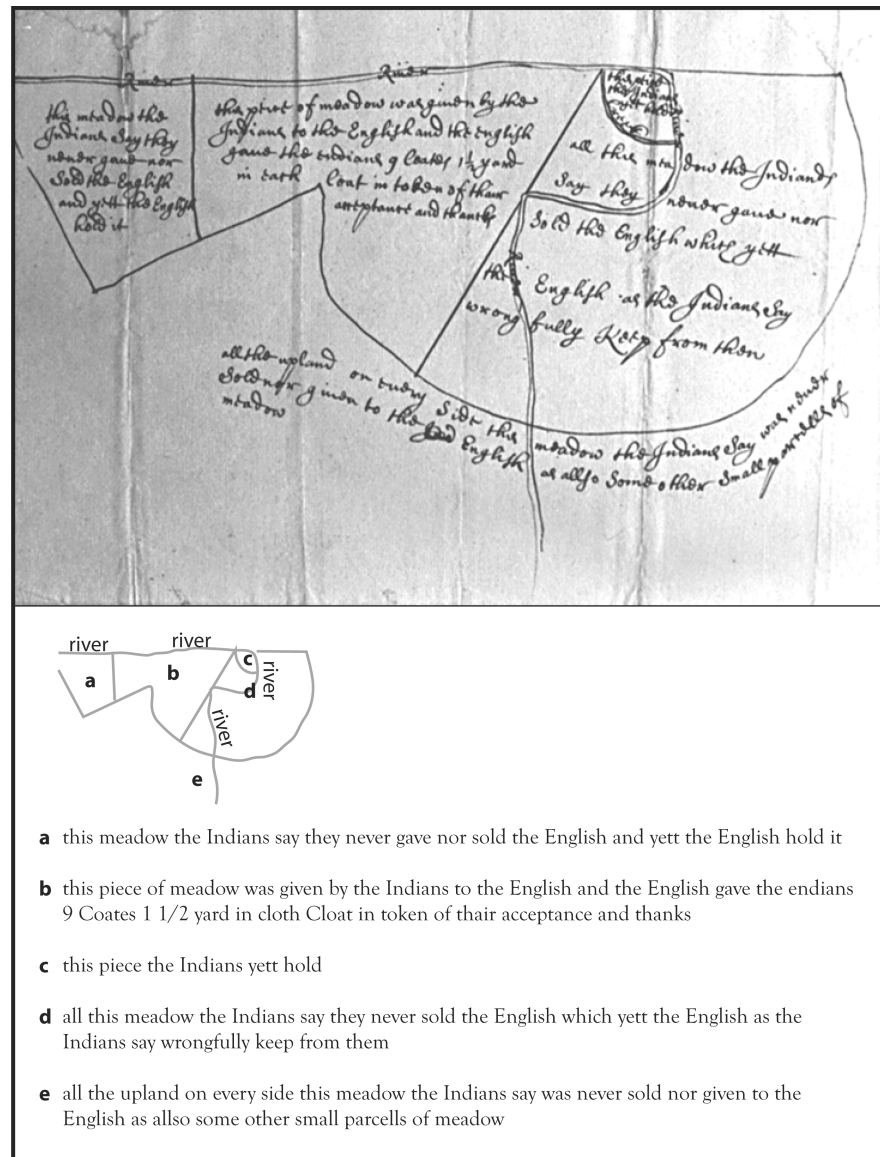 River
River
this meadow the
Indians Say they
never gave nor
Sold the English
and yett the English
hold it
this peice of meadow was given by the
Indians to the English and the english
gave the endians 9 Coates 1 1/2 yard
in each Coat in token of thair
acceptance and thanks
this peice
the Indians
yett hold
all this meadow the Indians
Say they never gave nor
Sold the English which yett
the English as the Indians Say
wrongfully Keep from them
all the upland on every Side this meadow the Indians Say was never
Sold nor given to the English as allso Some other Small parcells of
meadow
river
river
a
b
c
d
river
river
e
a this meadow the Indians say they never gave nor sold the English and yett the English hold it
b this piece of meadow was given by the Indians to the English and the English gave the endians
9 Coates 1 1/2 yard in cloth Cloat in token of thair acceptance and thanks
c this piece the Indians yett hold
d all this meadow the Indians say they never sold the English which yett the English as the
Indians say wrongfully keep from them
e all the upland on every side this meadow the Indians say was never sold nor given to the
English as allso some other small parcells of meadow